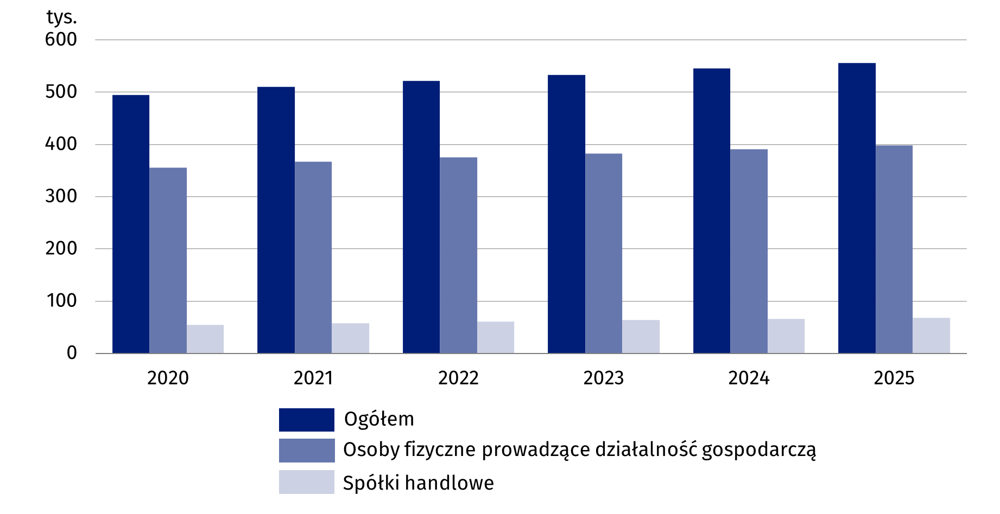 tys.
600
500
400
300
200
100
0
2020 2021 2022 2023 2024 2025
Ogółem
Osoby fizyczne prowadzące działalność gospodarczą
Spółki handlowe